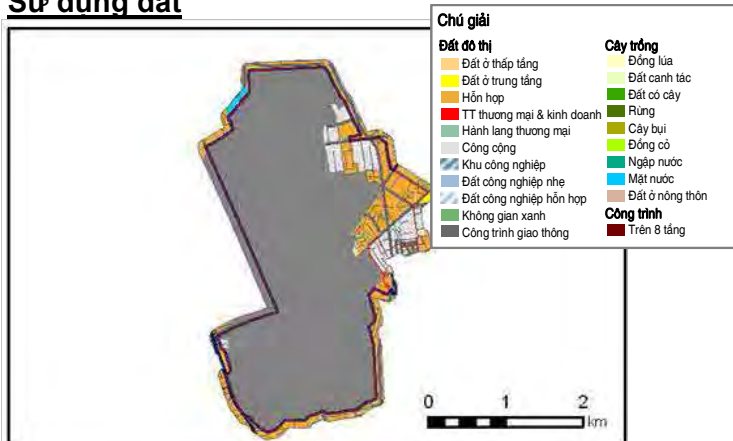 Sử dụng đất
Chú giải
Đất đô thị
Đất ở thấp tầng
Đất ở trung tầng
Hỗn hợp
TT thương mại & kinh doanh
Hành lang thương mại
Công cộng
Khu công nghiệp
Đất công nghiệp nhẹ
Đất công nghiệp hỗn hợp
Không gian xanh
Công trình giao thông
Cây trồng
Đồng lúa
Đất canh tác
Đất có cây
Rừng
Cây bụi
Đồng cỏ
Ngập nước
Mặt nước
Đất ở nông thôn
Công trình
Trên 8 tầng
0 1 2
km